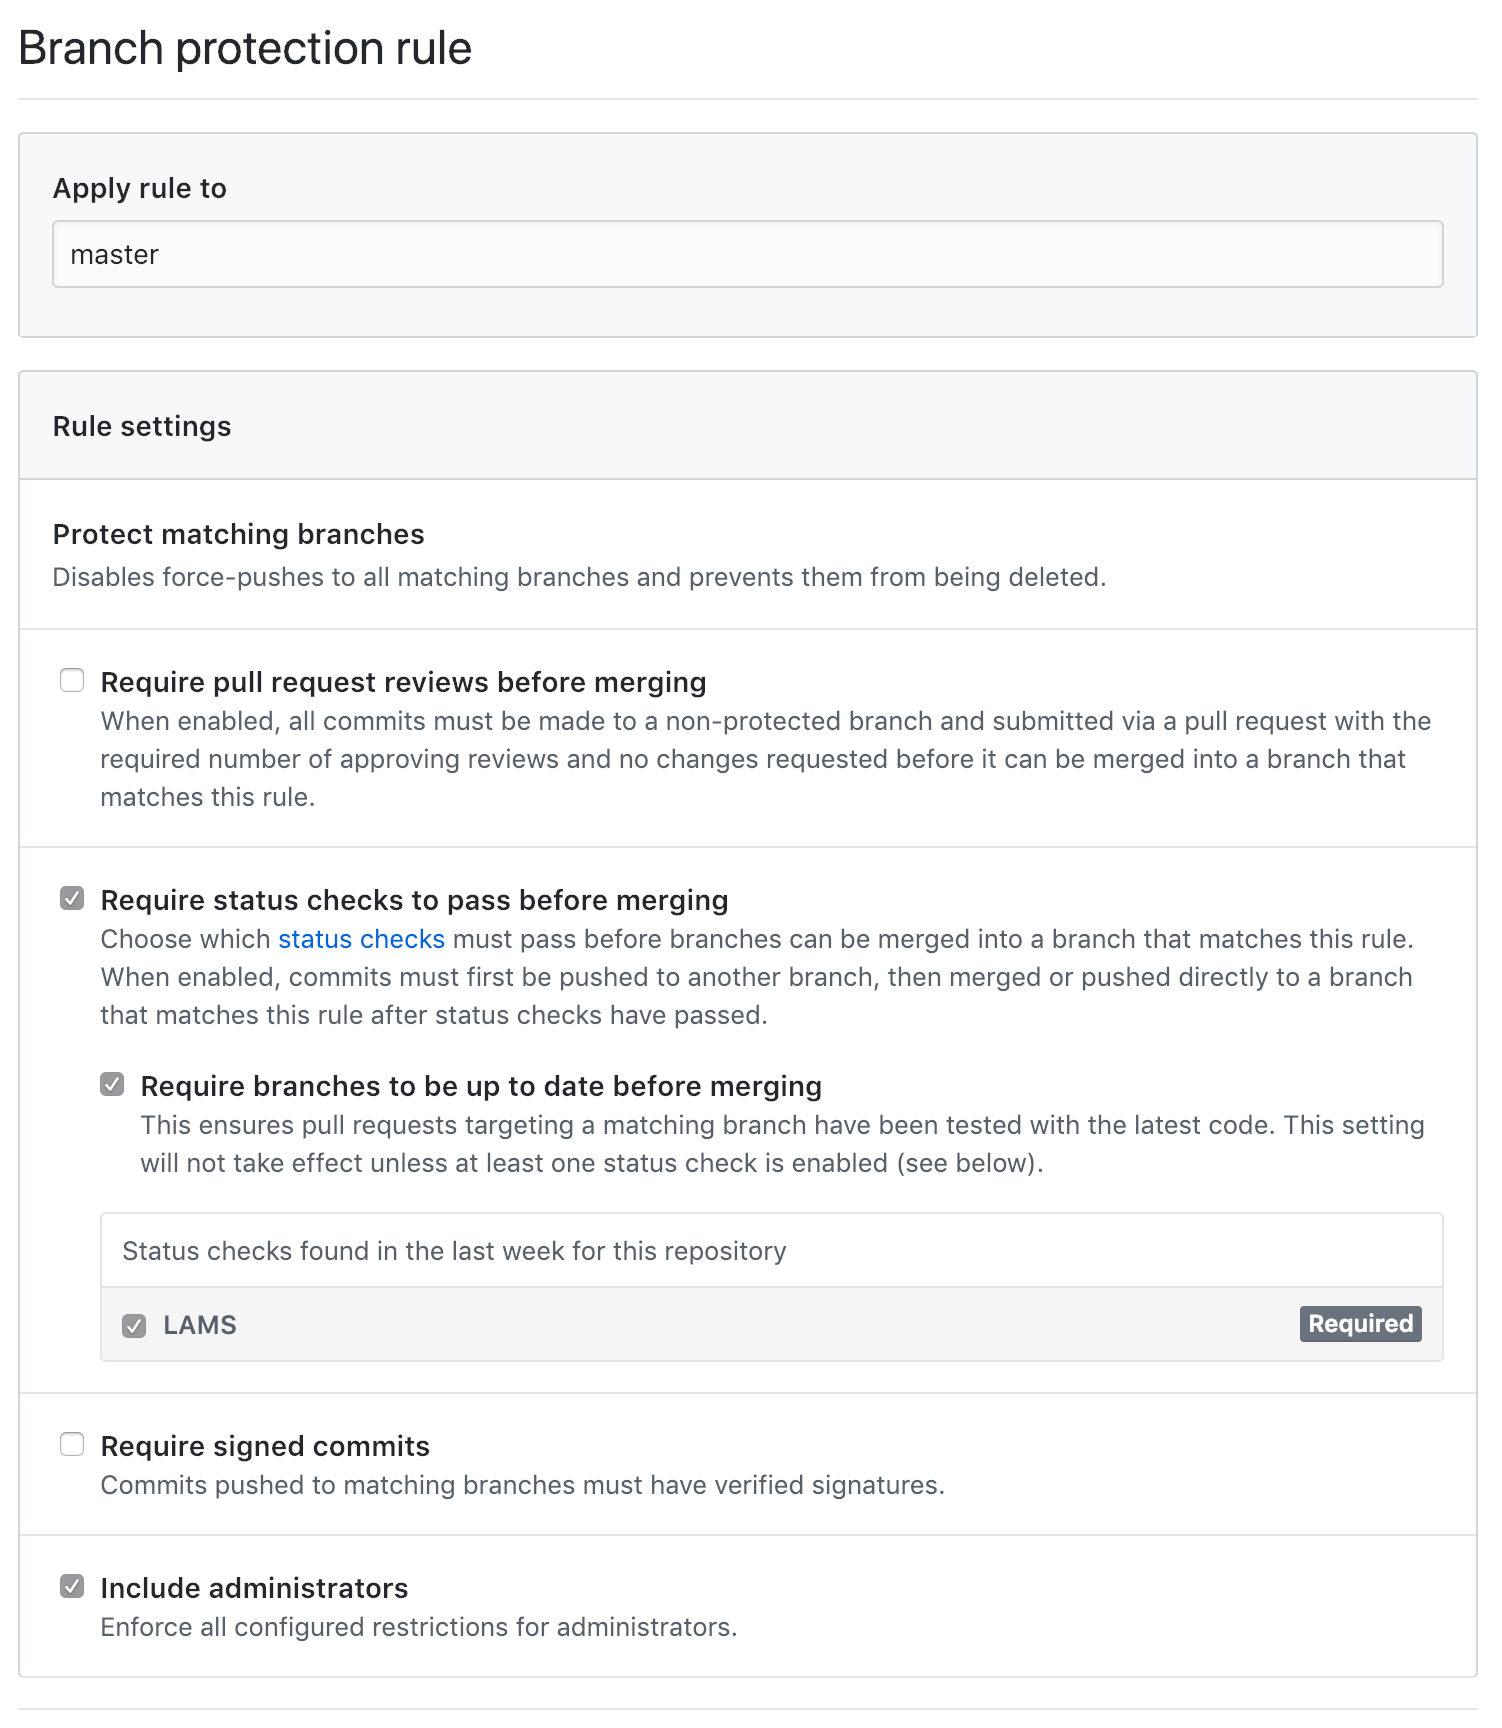 Branch protection rule
Apply rule to
master
Rule settings
Protect matching branches
Disables force-pushes to all matching branches and prevents them from being deleted.
Require pull request reviews before merging
When enabled, all commits must be made to a non-protected branch and submitted via a pull request with the
required number of approving reviews and no changes requested before it can be merged into a branch that
matches this rule.
Require status checks to pass before merging
Choose which status checks must pass before branches can be merged into a branch that matches this rule.
When enabled, commits must first be pushed to another branch, then merged or pushed directly to a branch
that matches this rule after status checks have passed.
Require branches to be up to date before merging
This ensures pull requests targeting a matching branch have been tested with the latest code. This setting
will not take effect unless at least one status check is enabled (see below).
Status checks found in the last week for this repository
LAMS Required
Require signed commits
Commits pushed to matching branches must have verified signatures.
Include administrators
Enforce all configured restrictions for administrators.